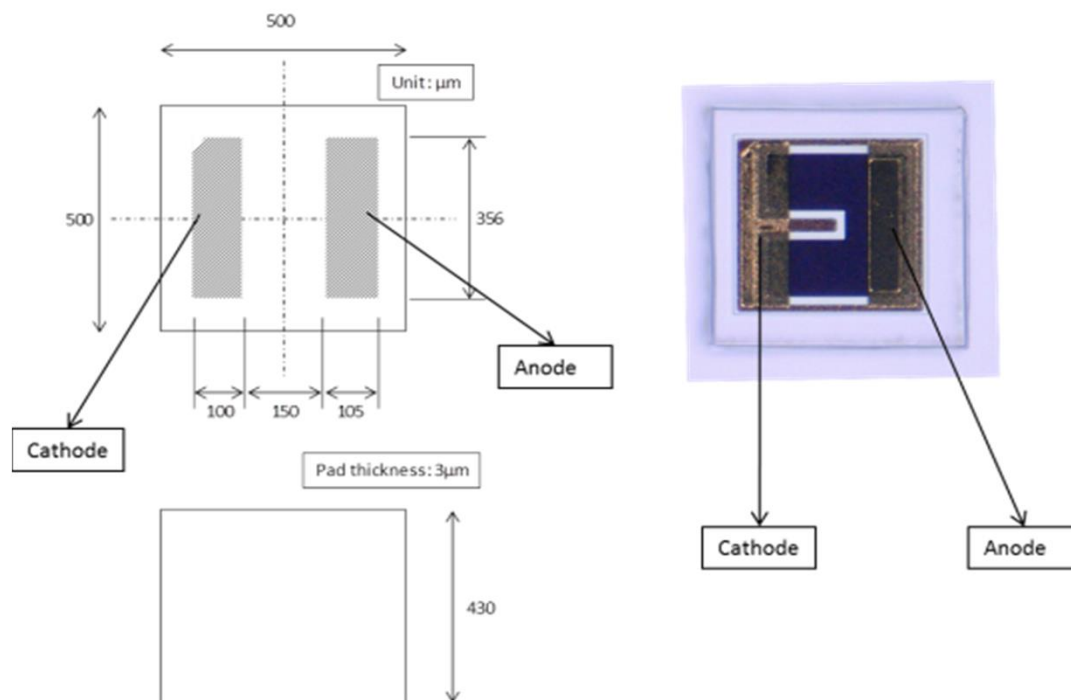 500
Unit: μm
500
356
Anode
100
150
105
Cathode
Pad thickness: 3μm
Cathode
Anode
430